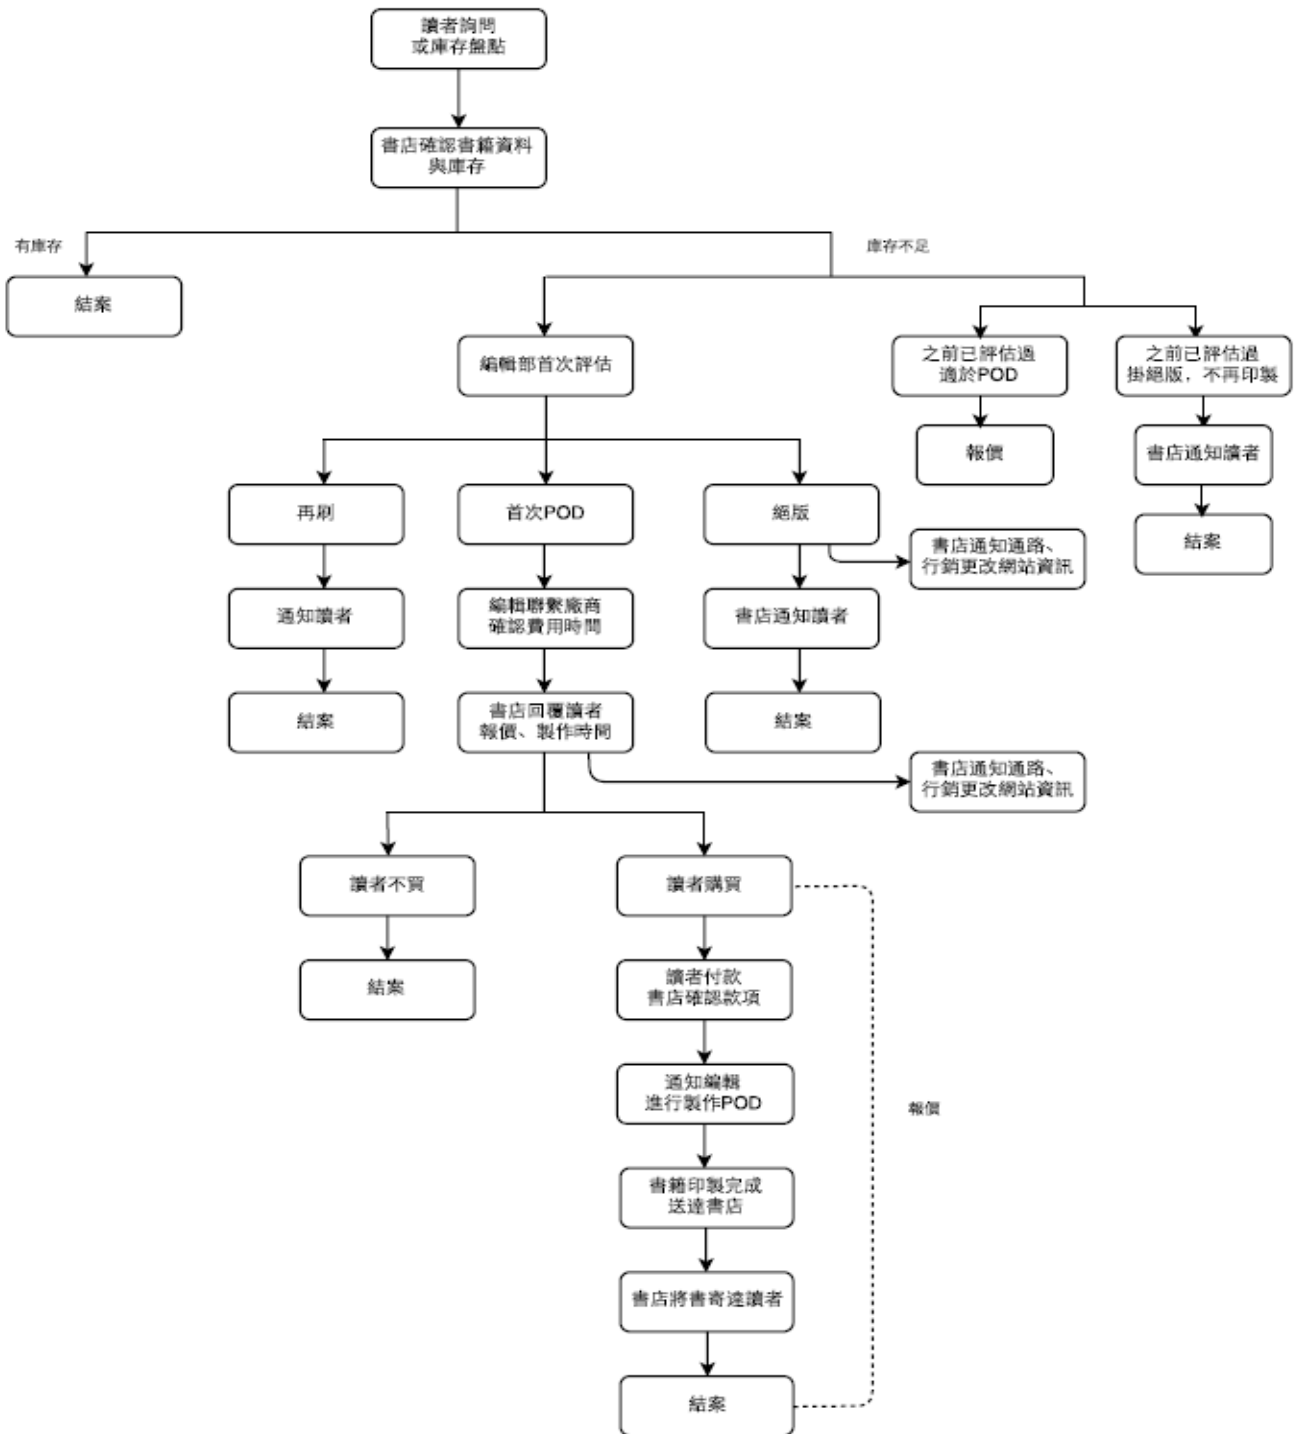 讀者詢問
或庫存盤點
書店確認書籍資料
與庫存
有庫存
庫存不足
結案
編輯部首次評估
之前已評估過
適於POD
之前已評估過
掛絕版，不再印製
報價
書店通知讀者
結案
再刷
首次POD
絕版
書店通知通路、
行銷更改網站資訊
通知讀者
編輯聯繫廠商
確認費用時間
書店通知讀者
結案
書店回覆讀者
報價、製作時間
結案
書店通知通路、
行銷更改網站資訊
讀者不買
讀者購買
結案
讀者付款
書店確認款項
通知編輯
進行製作POD
報價
書籍印製完成
送達書店
書店將書寄達讀者
結案